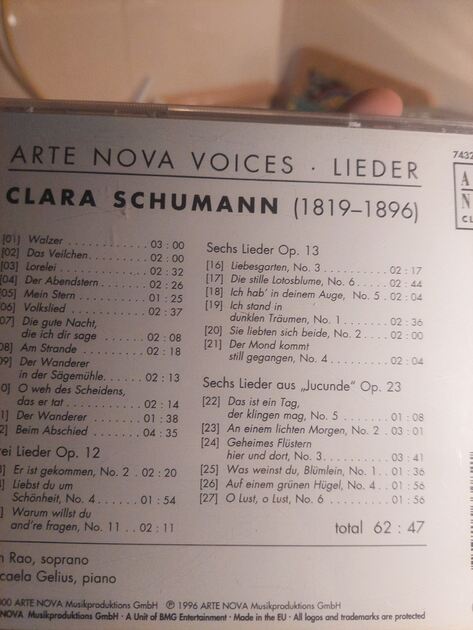 ARTE NOVA VOICES · LIEDER
7432
CLARA SCHUMANN (1819–1896)
A
N
CL
[01] Walzer . . . . . . . . . . . . 03 : 00
[02] Das Veilchen . . . . . . . . . 02 : 00
[03] Lorelei . . . . . . . . . . . . 02 : 32
[04] Der Abendstern . . . . . . . 02 : 26
[05] Mein Stern . . . . . . . . . . 01 : 25
06] Volkslied . . . . . . . . . . . 02 : 37
07] Die gute Nacht,
die ich dir sage . . . . . . . 02 : 08
08] Am Strande . . . . . . . . . 02 : 18
09] Der Wanderer
in der Sägemühle . . . . . . 02 : 13
0] O weh des Scheidens,
das er tat . . . . . . . . . . . 02 : 14
1] Der Wanderer . . . . . . . . 01 : 38
2] Beim Abschied . . . . . . . 04 : 35
rei Lieder Op. 12
3] Er ist gekommen, No. 2 . 02 : 20
4] Liebst du um
Schönheit, No. 4 . . . . . . 01 : 54
] Warum willst du
and're fragen, No. 11 . . 02 : 11
Sechs Lieder Op. 13
[16] Liebesgarten, No. 3 . . . . . . . 02 : 17
[17] Die stille Lotosblume, No. 6 . . . 02 : 44
[18] Ich hab' in deinem Auge, No. 5 . 02 : 04
[19] Ich stand in
dunklen Träumen, No. 1 . . . . . 02 : 36
[20] Sie liebten sich beide, No. 2 . . . 02 : 00
[21] Der Mond kommt
still gegangen, No. 4 . . . . . . . 02 : 04
Sechs Lieder aus „Jucunde" Op. 23
[22] Das ist ein Tag,
der klingen mag, No. 5 . . . . . 01 : 08
[23] An einem lichten Morgen, No. 2 . 03 : 01
[24] Geheimes Flüstern
hier und dort, No. 3 . . . . . . . 03 : 41
[25] Was weinst du, Blümlein, No. 1 . 01 : 36
[26] Auf einem grünen Hügel, No. 4 . . 01 : 56
[27] O Lust, o Lust, No. 6 . . . . . . 01 : 56
total 62 : 47
Rao, soprano
caela Gelius, piano
000 ARTE NOVA Musikproduktions GmbH ℗ 1996 ARTE NOVA Musikproduktions GmbH
NOVA Musikproduktions GmbH · A Unit of BMG Entertainment · Made in the EU · All logos and trademarks are protected